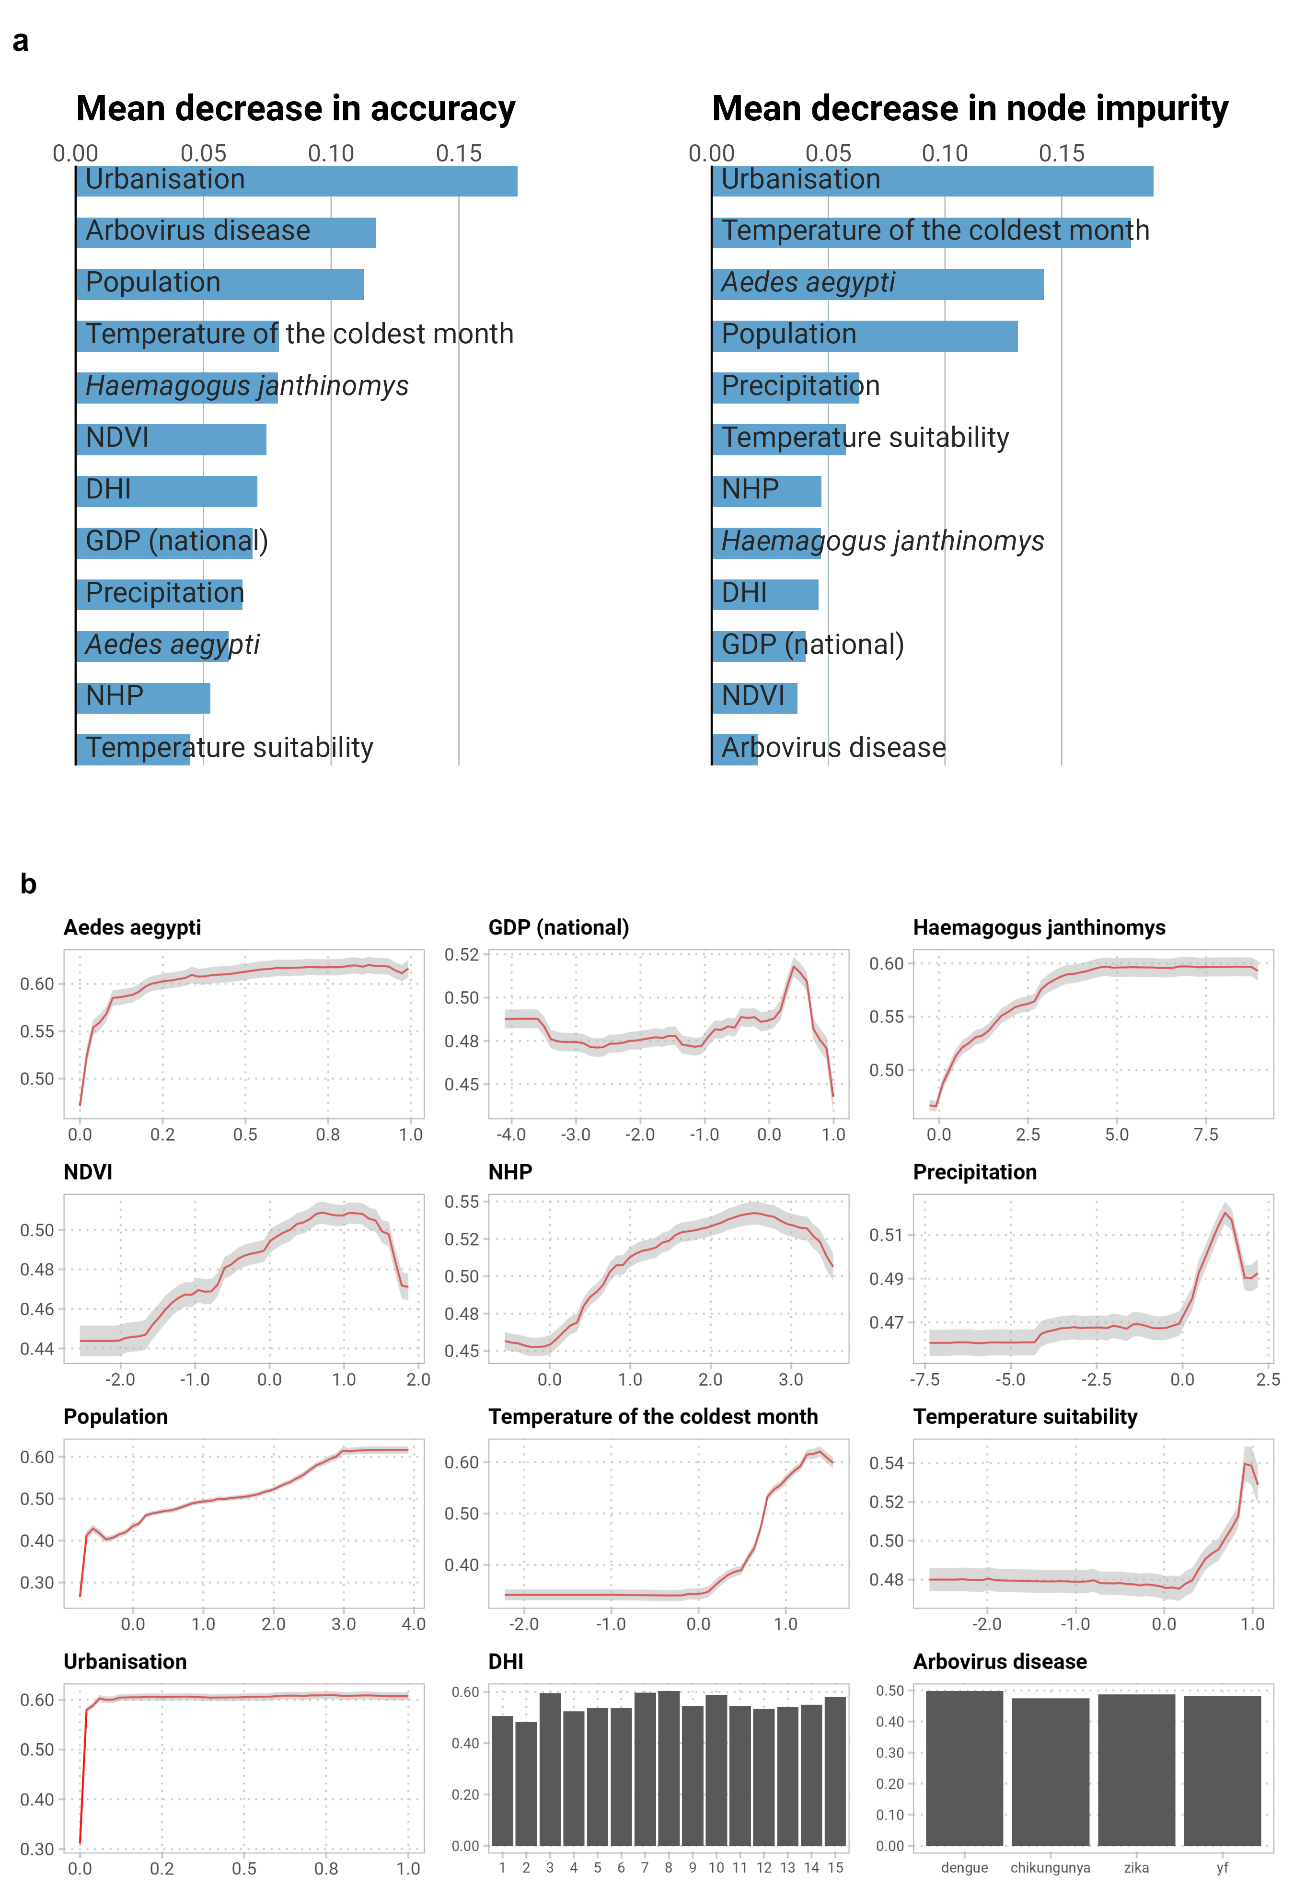 a
Mean decrease in accuracy
0.00 0.05 0.10 0.15
Urbanisation
Arbovirus disease
Population
Temperature of the coldest month
Haemagogus janthinomys
NDVI
DHI
GDP (national)
Precipitation
Aedes aegypti
NHP
Temperature suitability
Mean decrease in node impurity
0.00 0.05 0.10 0.15
Urbanisation
Temperature of the coldest month
Aedes aegypti
Population
Precipitation
Temperature suitability
NHP
Haemagogus janthinomys
DHI
GDP (national)
NDVI
Arbovirus disease
b
Aedes aegypti
0.60
0.55
0.50
0.0 0.2 0.5 0.8 1.0
GDP (national)
0.52
0.50
0.48
0.45
-4.0 -3.0 -2.0 -1.0 0.0 1.0
Haemagogus janthinomys
0.60
0.55
0.50
0.0 2.5 5.0 7.5
NDVI
0.50
0.48
0.46
0.44
-2.0 -1.0 0.0 1.0 2.0
NHP
0.55
0.52
0.50
0.48
0.45
0.0 1.0 2.0 3.0
Precipitation
0.51
0.49
0.47
-7.5 -5.0 -2.5 0.0 2.5
Population
0.60
0.50
0.40
0.30
0.0 1.0 2.0 3.0 4.0
Temperature of the coldest month
0.60
0.50
0.40
-2.0 -1.0 0.0 1.0
Temperature suitability
0.54
0.52
0.50
0.48
-2.0 -1.0 0.0 1.0
Urbanisation
0.60
0.50
0.40
0.30
0.0 0.2 0.5 0.8 1.0
DHI
0.60
0.40
0.20
0.00
1 2 3 4 5 6 7 8 9 10 11 12 13 14 15
Arbovirus disease
0.50
0.40
0.30
0.20
0.10
0.00
dengue chikungunya zika yf